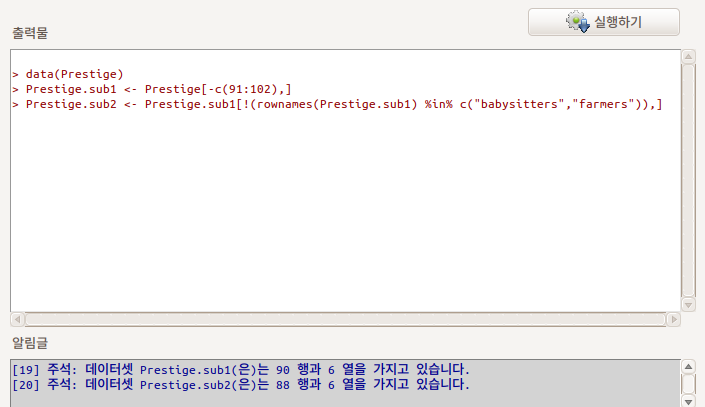 실행하기
출력물
> data(Prestige)
> Prestige.sub1 <- Prestige[-c(91:102),]
> Prestige.sub2 <- Prestige.sub1[!(rownames(Prestige.sub1) %in% c("babysitters","farmers")),]
알림글
[19] 주석: 데이터셋 Prestige.sub1(은)는 90 행과 6 열을 가지고 있습니다.
[20] 주석: 데이터셋 Prestige.sub2(은)는 88 행과 6 열을 가지고 있습니다.